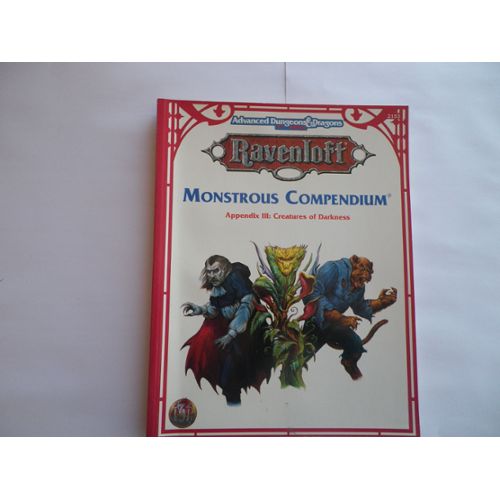 Advanced Dungeons & Dragons
Ravenloft
MONSTROUS COMPENDIUM®
Appendix III: Creatures of Darkness